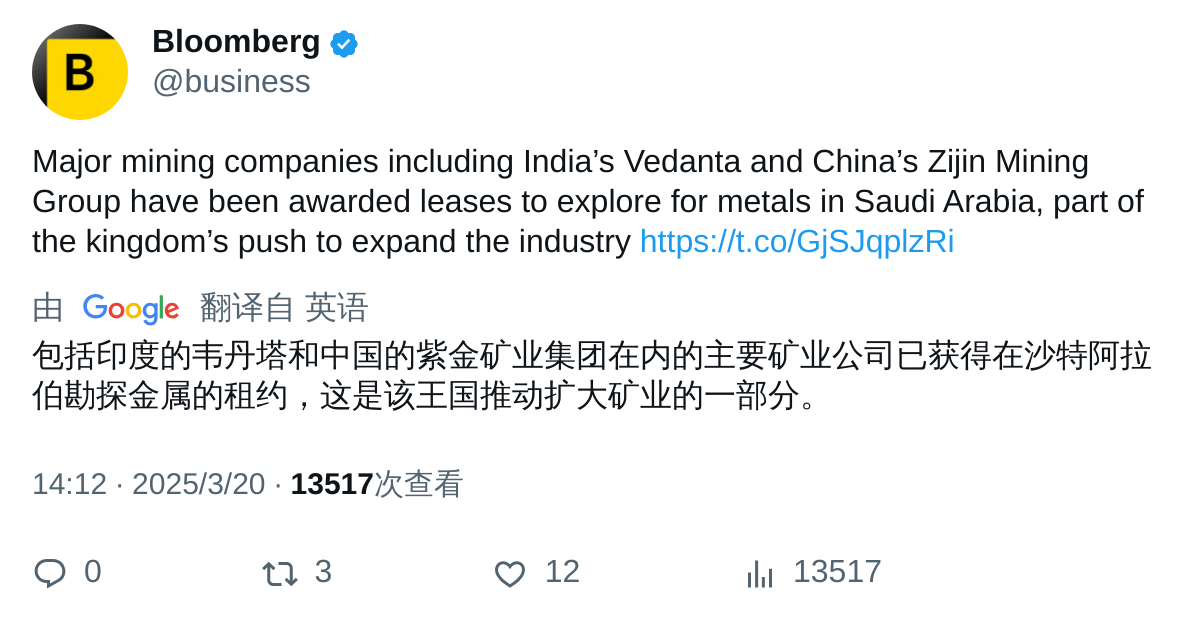 B
Bloomberg
@business
Major mining companies including India’s Vedanta and China’s Zijin Mining
Group have been awarded leases to explore for metals in Saudi Arabia, part of
the kingdom’s push to expand the industry https://t.co/GjSJqplzRi
由 Google 翻译自 英语
包括印度的韦丹塔和中国的紫金矿业集团在内的主要矿业公司已获得在沙特阿拉
伯勘探金属的租约，这是该王国推动扩大矿业的一部分。
14:12 · 2025/3/20 · 13517次查看
0 3 12 13517